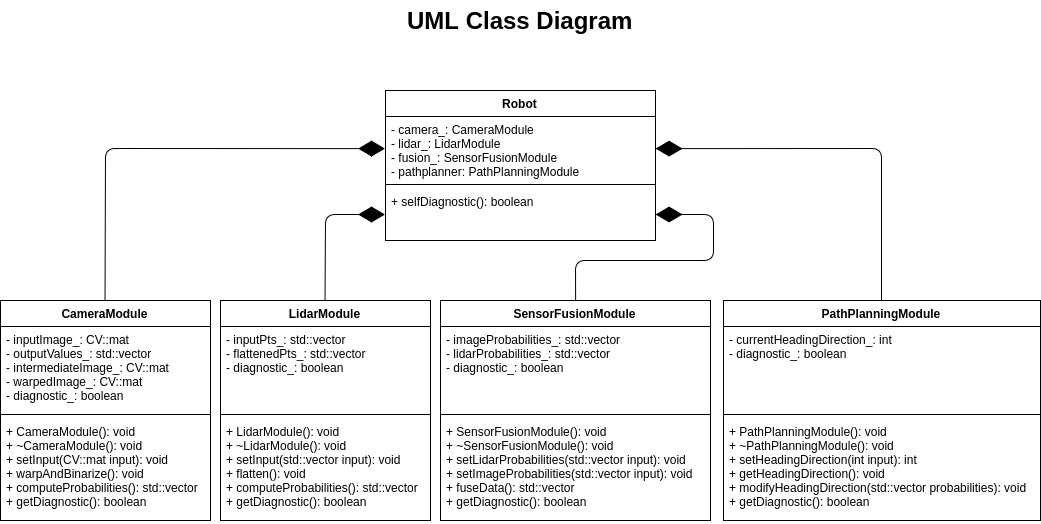 UML Class Diagram
Robot
- camera_: CameraModule
- lidar_: LidarModule
- fusion_: SensorFusionModule
- pathplanner: PathPlanningModule
+ selfDiagnostic(): boolean
CameraModule
- inputImage_: CV::mat
- outputValues_: std::vector
- intermediateImage_: CV::mat
- warpedImage_: CV::mat
- diagnostic_: boolean
+ CameraModule(): void
+ ~CameraModule(): void
+ setInput(CV::mat input): void
+ warpAndBinarize(): void
+ computeProbabilities(): std::vector
+ getDiagnostic(): boolean
LidarModule
- inputPts_: std::vector
- flattenedPts_: std::vector
- diagnostic_: boolean
+ LidarModule(): void
+ ~LidarModule(): void
+ setInput(std::vector input): void
+ flatten(): void
+ computeProbabilities(): std::vector
+ getDiagnostic(): boolean
SensorFusionModule
- imageProbabilities_: std::vector
- lidarProbabilities_: std::vector
- diagnostic_: boolean
+ SensorFusionModule(): void
+ ~SensorFusionModule(): void
+ setLidarProbabilities(std::vector input): void
+ setImageProbabilities(std::vector input): void
+ fuseData(): std::vector
+ getDiagnostic(): boolean
PathPlanningModule
- currentHeadingDirection_: int
- diagnostic_: boolean
+ PathPlanningModule(): void
+ ~PathPlanningModule(): void
+ setHeadingDirection(int input): int
+ getHeadingDirection(): void
+ modifyHeadingDirection(std::vector probabilities): void
+ getDiagnostic(): boolean